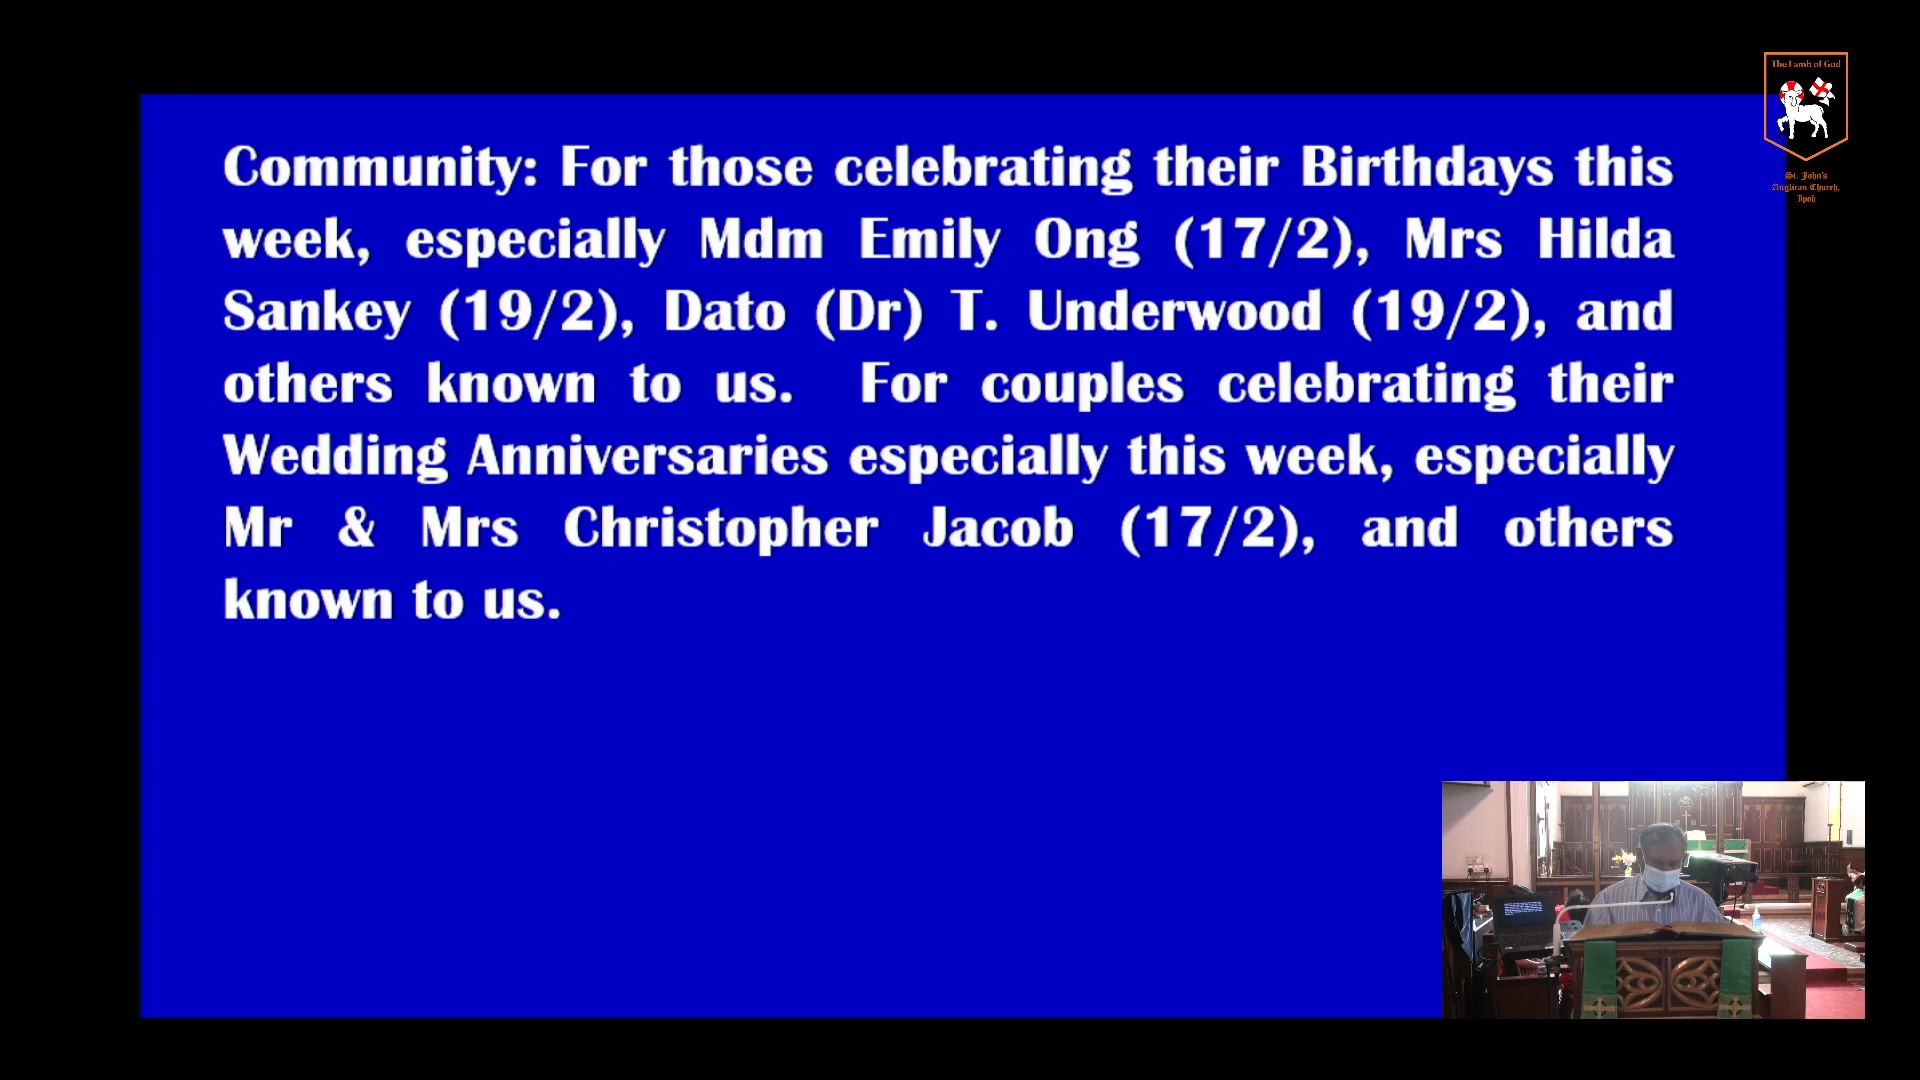 The Lamb of God
St. John's
Anglican Church,
Ipoh
Community: For those celebrating their Birthdays this
week, especially Mdm Emily Ong (17/2), Mrs Hilda
Sankey (19/2), Dato (Dr) T. Underwood (19/2), and
others known to us. For couples celebrating their
Wedding Anniversaries especially this week, especially
Mr & Mrs Christopher Jacob (17/2), and others
known to us.